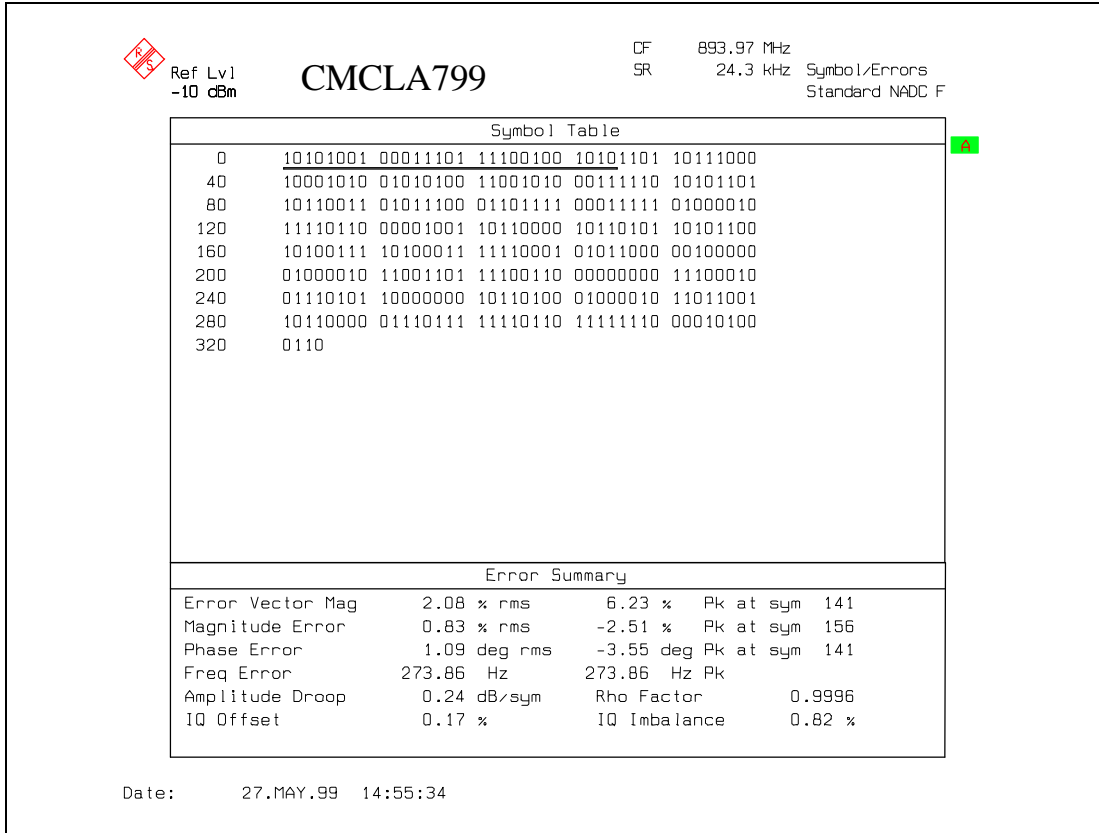 R S
CF 893.97 MHz
Ref Lvl CMCLA799 SR 24.3 kHz Symbol/Errors
-10 dBm Standard NADC F
Symbol Table
A
0 10101001 00011101 11100100 10101101 10111000
40 10001010 01010100 11001010 00111110 10101101
80 10110011 01011100 01101111 00011111 01000010
120 11110110 00001001 10110000 10110101 10101100
160 10100111 10100011 11110001 01011000 00100000
200 01000010 11001101 11100110 00000000 11100010
240 01110101 10000000 10110100 01000010 11011001
280 10110000 01110111 11110110 11111110 00010100
320 0110
Error Summary
Error Vector Mag 2.08 % rms 6.23 % Pk at sym 141
Magnitude Error 0.83 % rms -2.51 % Pk at sym 156
Phase Error 1.09 deg rms -3.55 deg Pk at sym 141
Freq Error 273.86 Hz 273.86 Hz Pk
Amplitude Droop 0.24 dB/sym Rho Factor 0.9996
IQ Offset 0.17 % IQ Imbalance 0.82 %
Date: 27.MAY.99 14:55:34